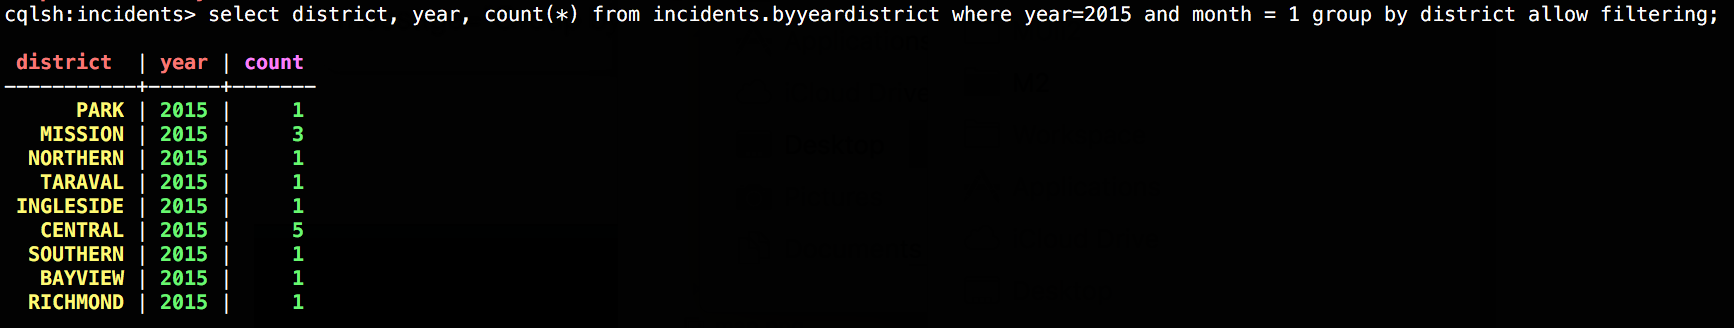 cqlsh:incidents> select district, year, count(*) from incidents.byyeardistrict where year=2015 and month = 1 group by district allow filtering;
district | year | count
-----------+------+-------
PARK | 2015 | 1
MISSION | 2015 | 3
NORTHERN | 2015 | 1
TARAVAL | 2015 | 1
INGLESIDE | 2015 | 1
CENTRAL | 2015 | 5
SOUTHERN | 2015 | 1
BAYVIEW | 2015 | 1
RICHMOND | 2015 | 1